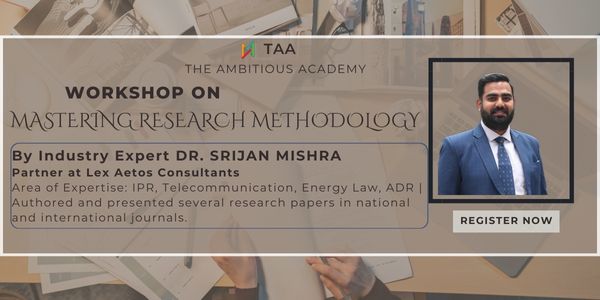 TAA
THE AMBITIOUS ACADEMY
WORKSHOP ON
MASTERING RESEARCH METHODOLOGY
By Industry Expert DR. SRIJAN MISHRA
Partner at Lex Aetos Consultants
Area of Expertise: IPR, Telecommunication, Energy Law, ADR |
Authored and presented several research papers in national
and international journals.
REGISTER NOW